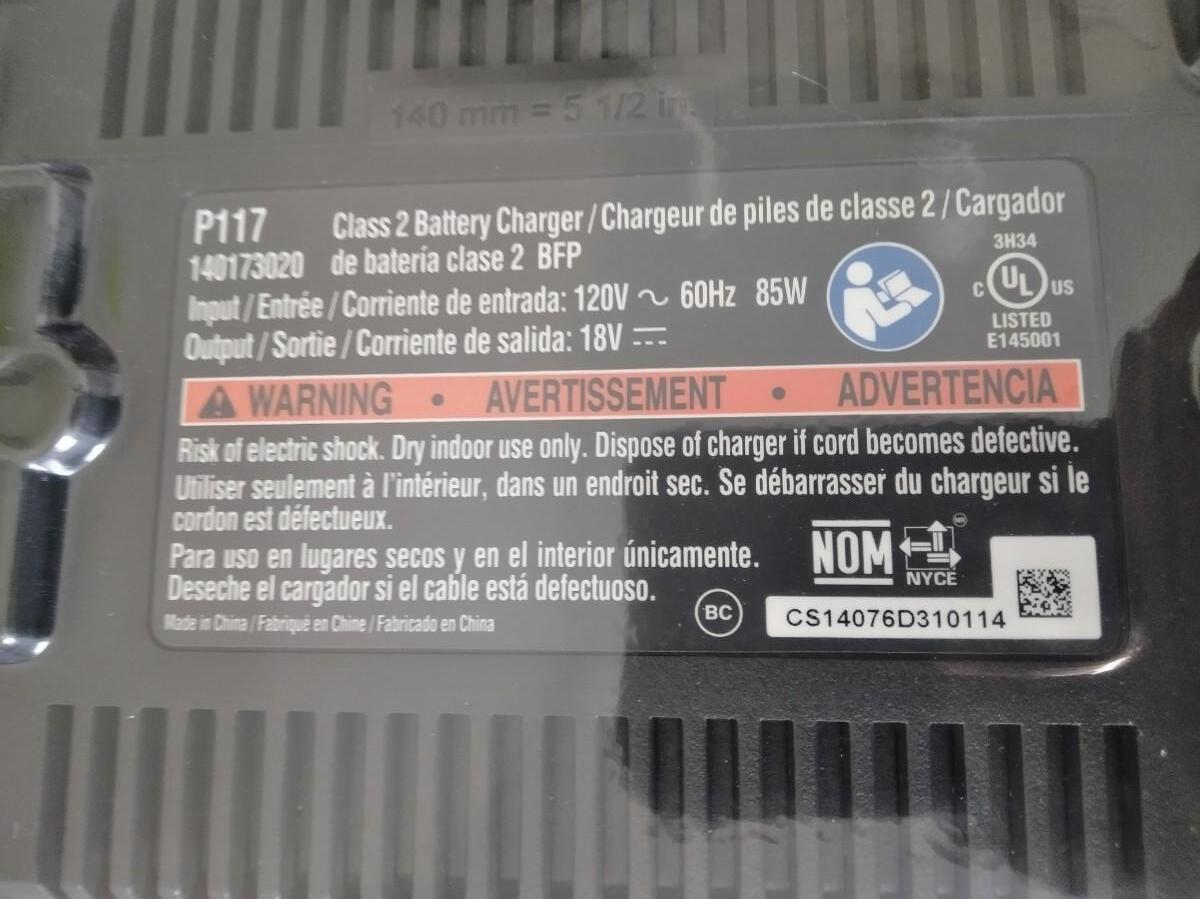 140 mm = 5 1/2 in.
P117 Class 2 Battery Charger / Chargeur de piles de classe 2 / Cargador
140173020 de batería clase 2 BFP
Input / Entrée / Corriente de entrada: 120V ∼ 60Hz 85W
Output / Sortie / Corriente de salida: 18V ⎓
3H34
C UL US
LISTED
E145001
WARNING • AVERTISSEMENT • ADVERTENCIA
Risk of electric shock. Dry indoor use only. Dispose of charger if cord becomes defective.
Utiliser seulement à l'intérieur, dans un endroit sec. Se débarrasser du chargeur si le
cordon est défectueux.
Para uso en lugares secos y en el interior únicamente.
Deseche el cargador si el cable está defectuoso.
Made in China / Fabriqué en Chine / Fabricado en China
BC
NOM
NYCE
CS14076D310114